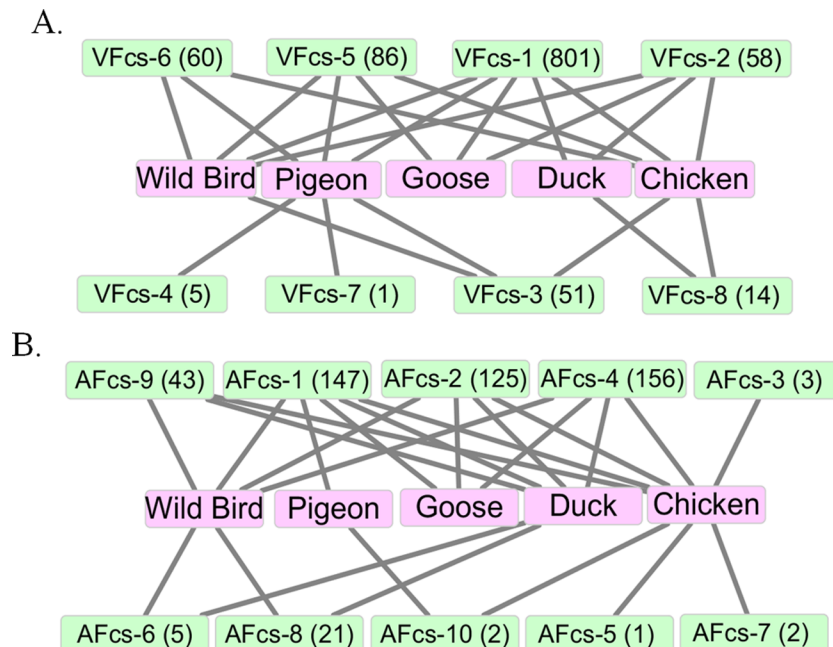 A.
VFcs-6 (60) VFcs-5 (86) VFcs-1 (801) VFcs-2 (58)
Wild Bird Pigeon Goose Duck Chicken
VFcs-4 (5) VFcs-7 (1) VFcs-3 (51) VFcs-8 (14)
B.
AFcs-9 (43) AFcs-1 (147) AFcs-2 (125) AFcs-4 (156) AFcs-3 (3)
Wild Bird Pigeon Goose Duck Chicken
AFcs-6 (5) AFcs-8 (21) AFcs-10 (2) AFcs-5 (1) AFcs-7 (2)